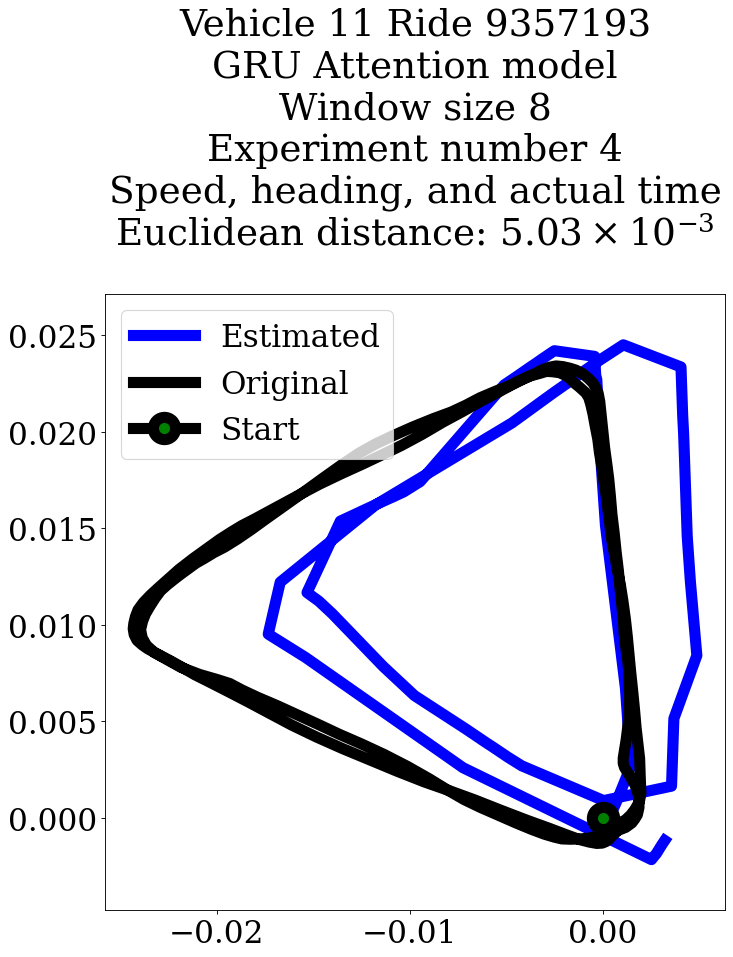 Vehicle 11 Ride 9357193
GRU Attention model
Window size 8
Experiment number 4
Speed, heading, and actual time
Euclidean distance: 5.03 × 10⁻³
Estimated
Original
Start
0.025
0.020
0.015
0.010
0.005
0.000
−0.02
−0.01
0.00